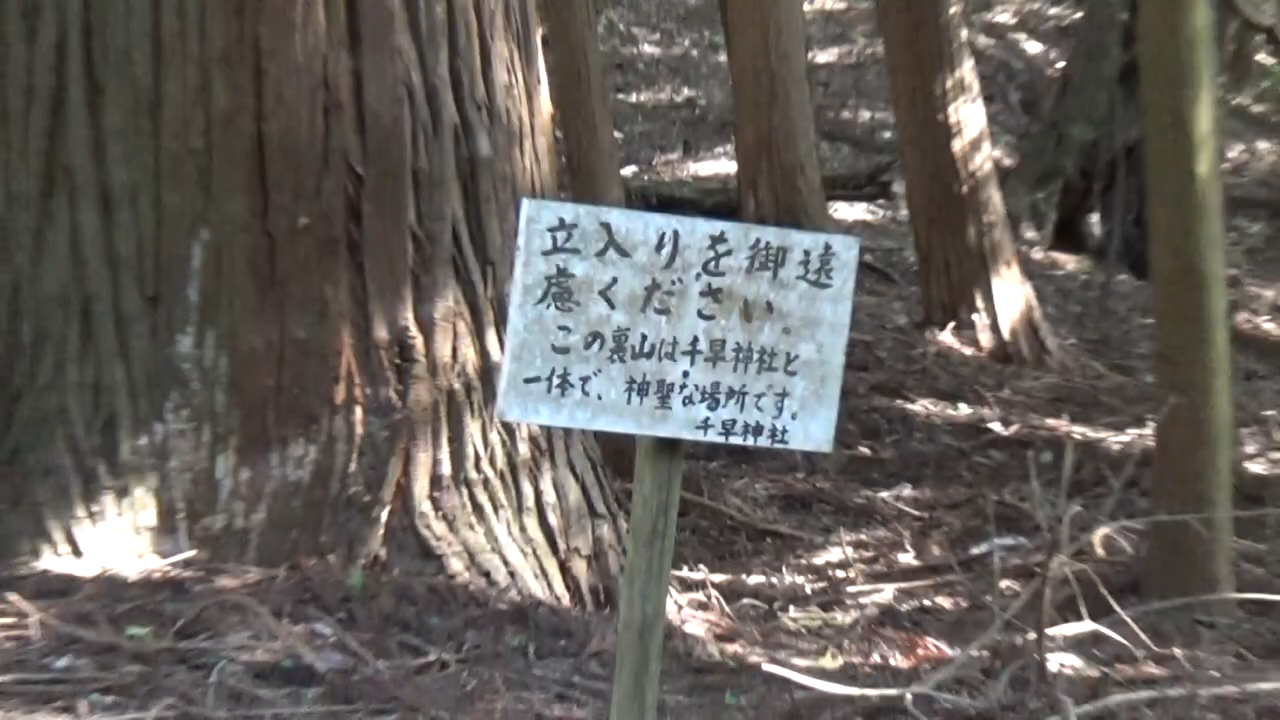 立入りを御遠
慮ください。
この裏山は千早神社と
一体で、神聖な場所です。
千早神社